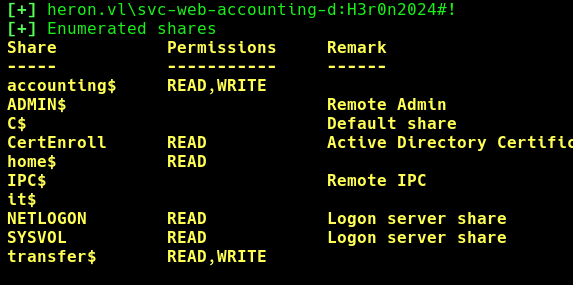 [+] heron.vl\svc-web-accounting-d:H3r0n2024#!
[+] Enumerated shares
Share Permissions Remark
----- ----------- ------
accounting$ READ,WRITE
ADMIN$ Remote Admin
C$ Default share
CertEnroll READ Active Directory Certific
home$ READ
IPC$ Remote IPC
it$
NETLOGON READ Logon server share
SYSVOL READ Logon server share
transfer$ READ,WRITE